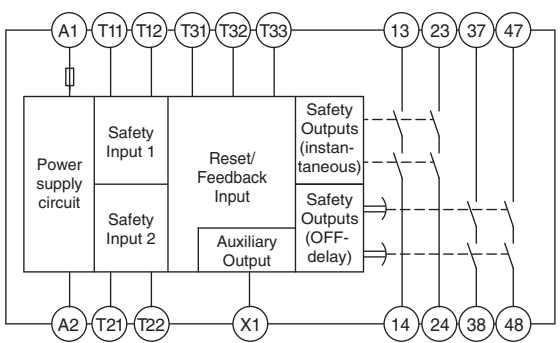 A1 T11 T12 T31 T32 T33 13 23 37 47
Power
supply
circuit
Safety
Input 1
Safety
Input 2
Reset/
Feedback
Input
Auxiliary
Output
Safety
Outputs
(instan-
taneous)
Safety
Outputs
(OFF-
delay)
A2 T21 T22 X1 14 24 38 48